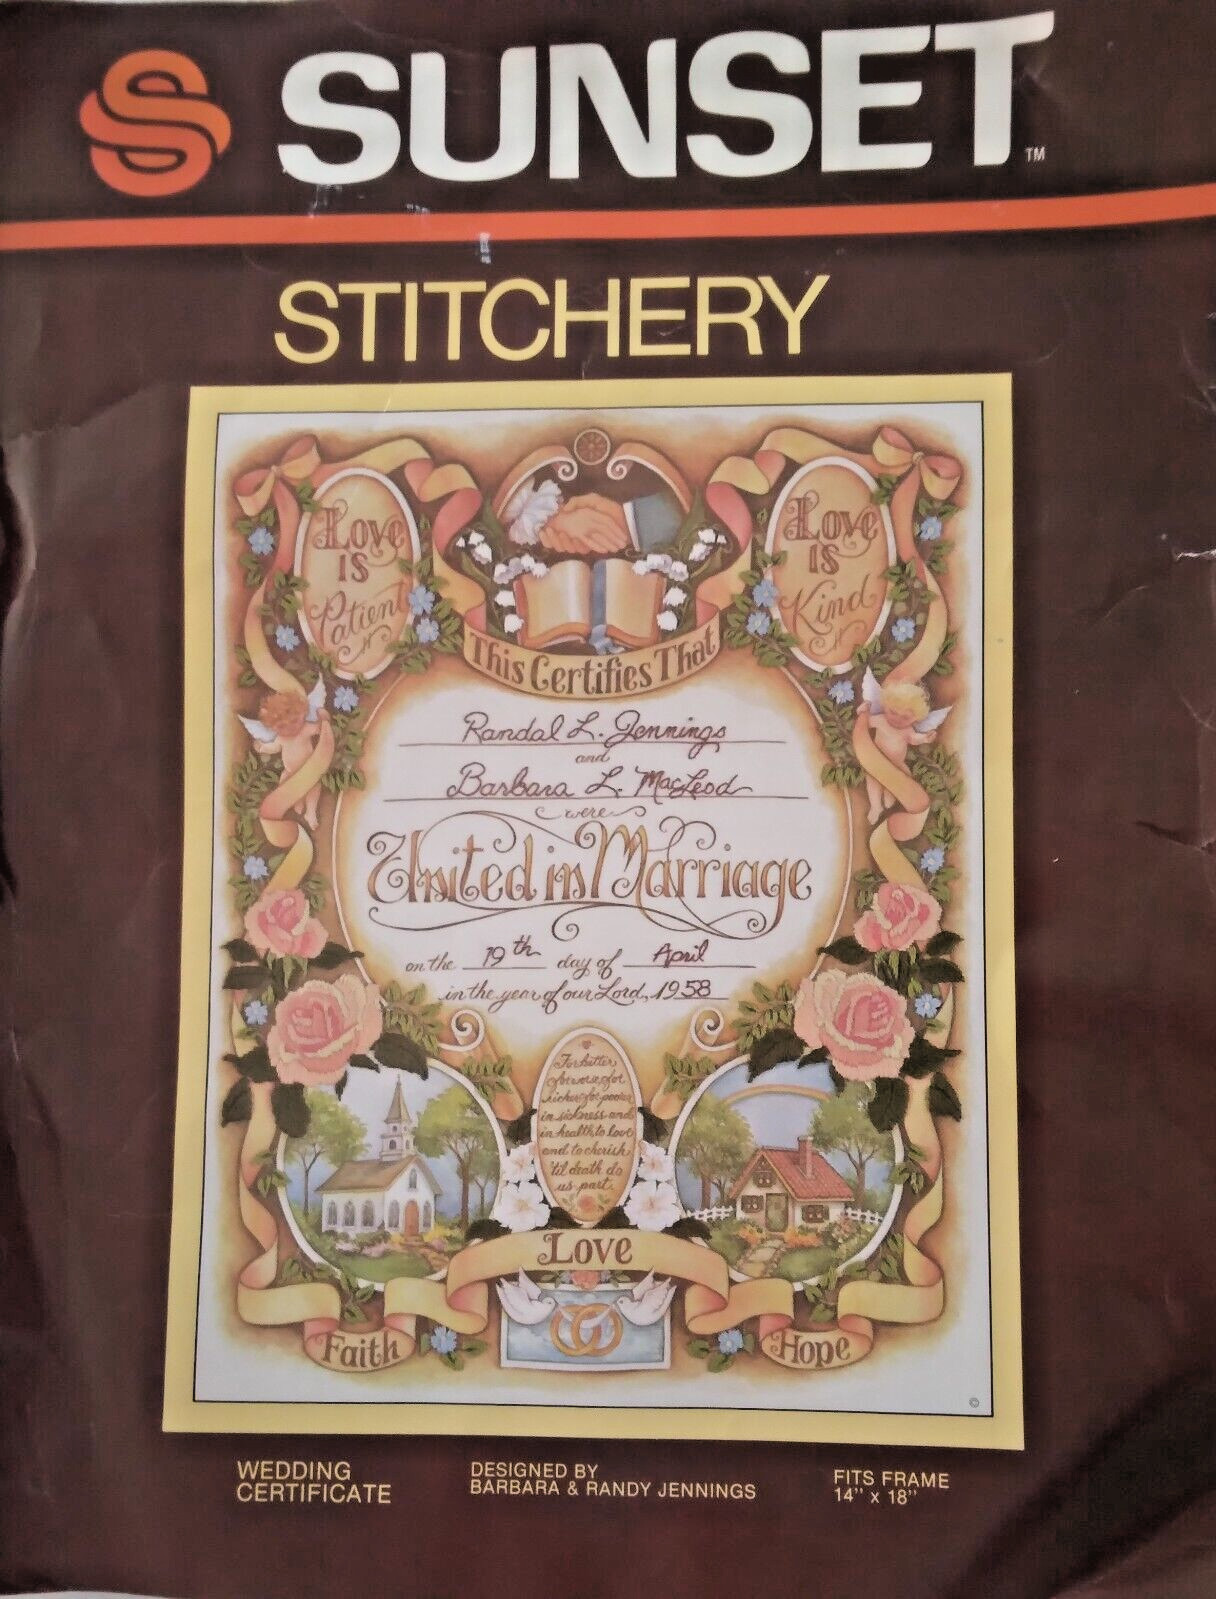 S SUNSET™
STITCHERY
Love
is
Patient
Love
is
Kind
This Certifies That
Randal L. Jennings
and
Barbara L. MacLeod
were
United in Marriage
on the 19th day of April
in the year of our Lord, 1958
For better
for worse, for
richer for poorer
in sickness and
in health, to love
and to cherish
'til death do
us part.
Love
Faith
Hope
©
WEDDING
CERTIFICATE
DESIGNED BY
BARBARA & RANDY JENNINGS
FITS FRAME
14" x 18"